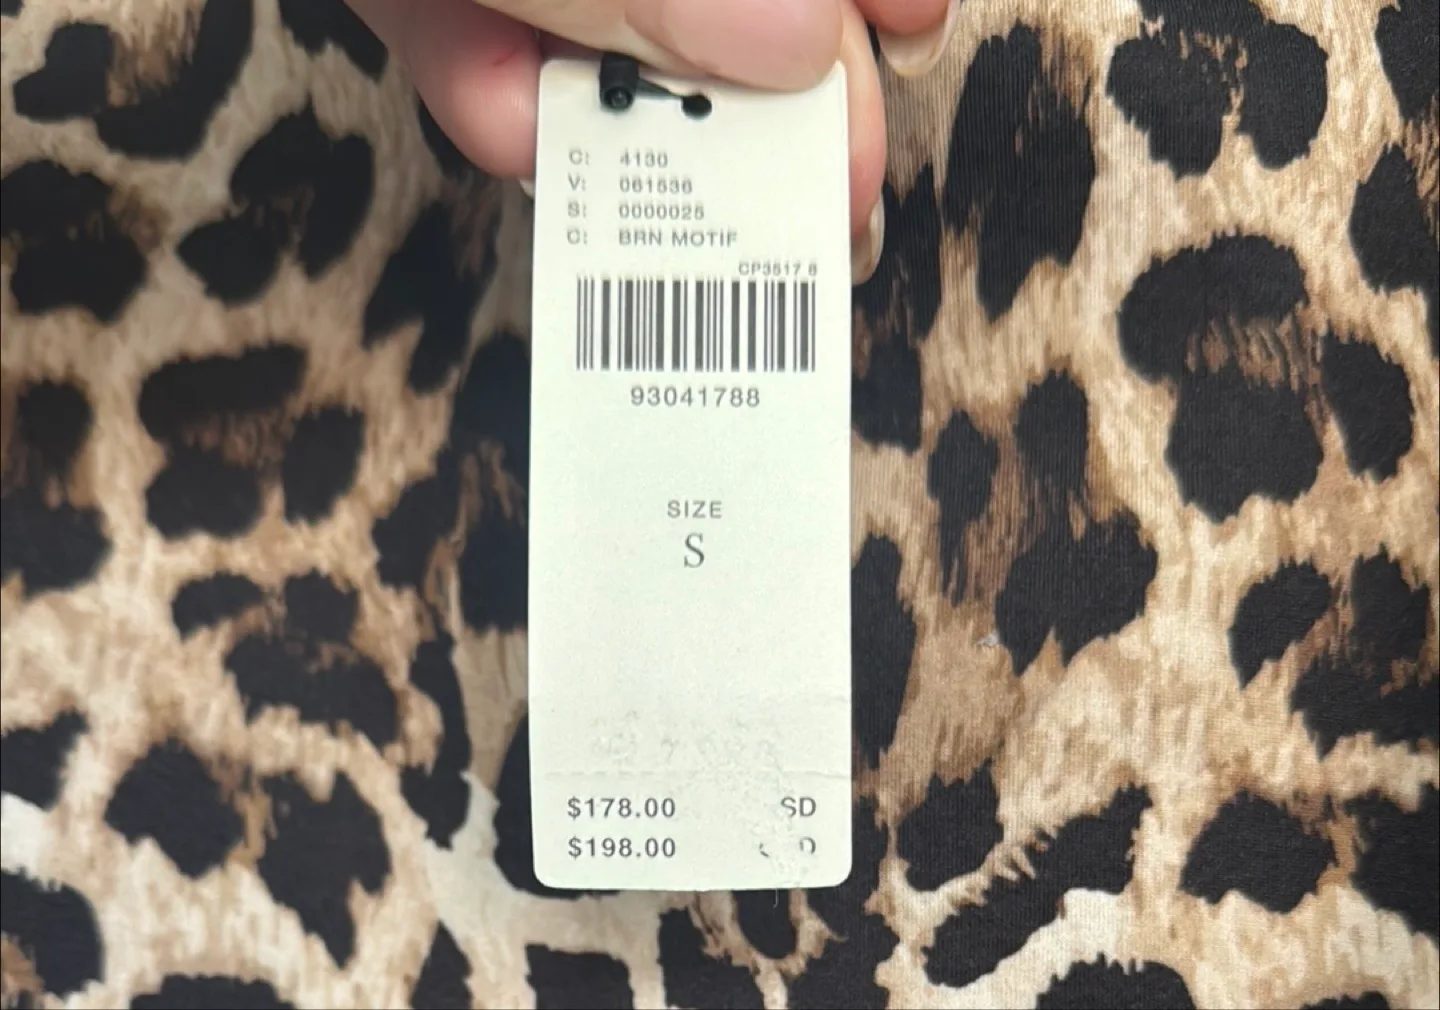 C: 4130
V: 061536
S: 0000025
C: BRN MOTIF
CP3517 8
93041788
SIZE
S
$178.00 SD
$198.00